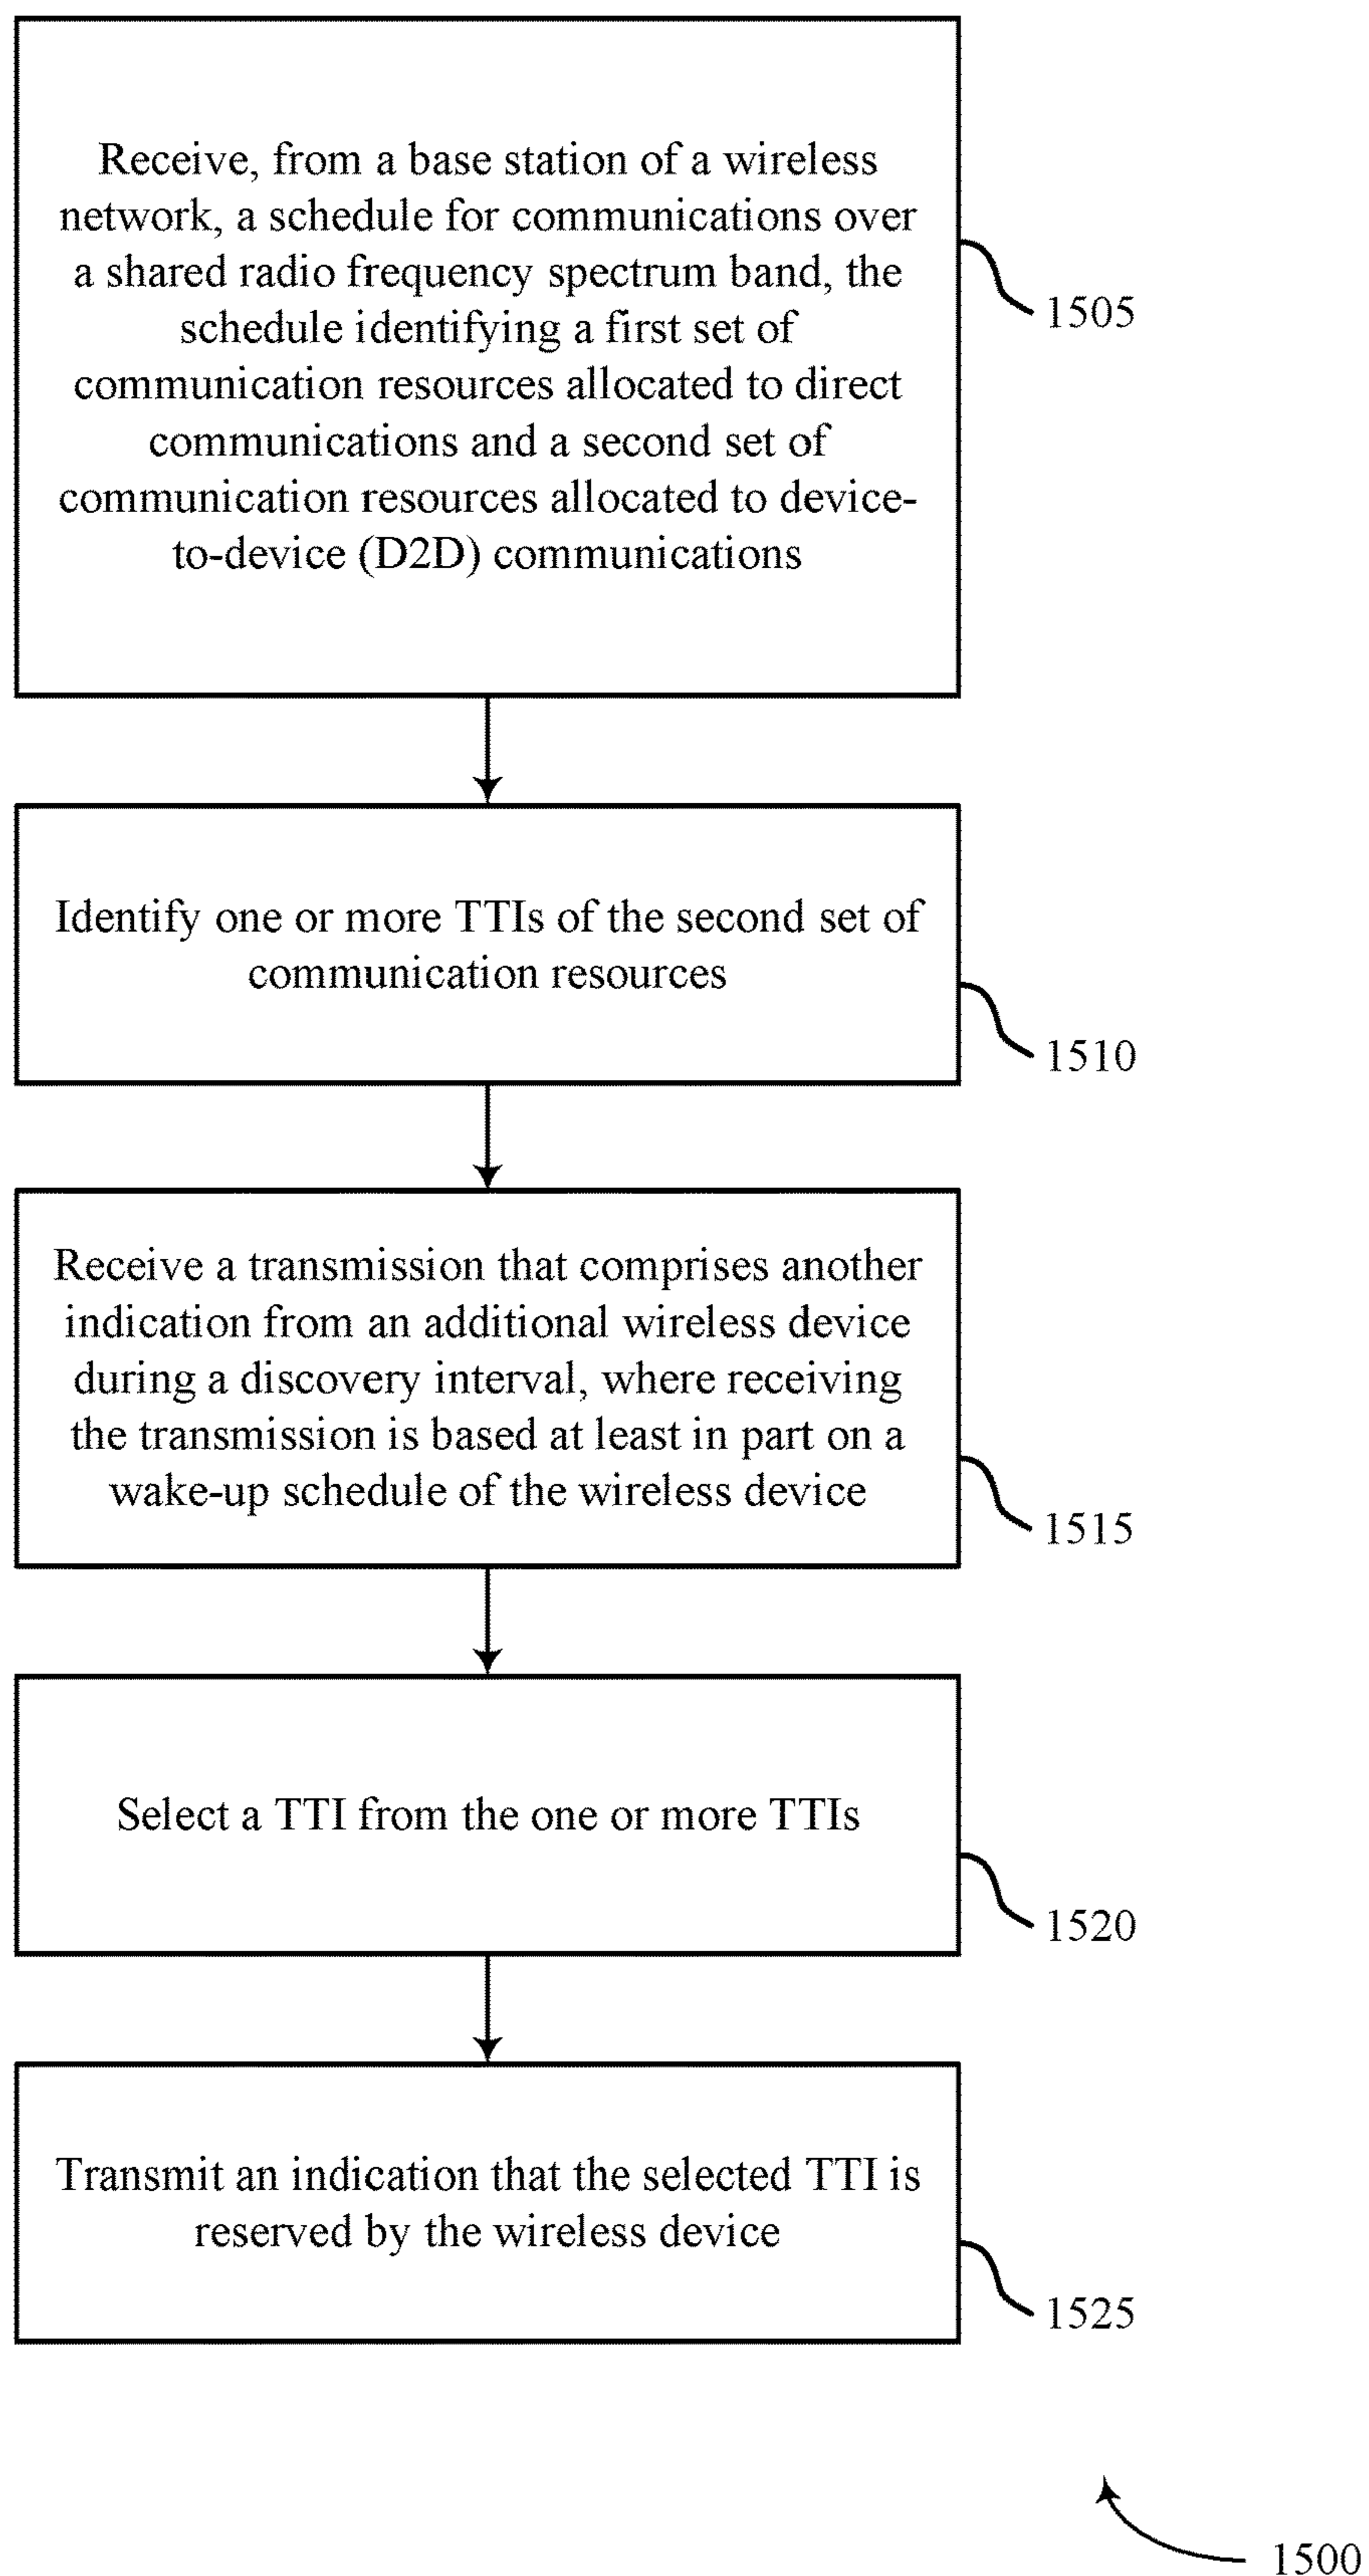 Receive, from a base station of a wireless
network, a schedule for communications over
a shared radio frequency spectrum band, the
schedule identifying a first set of
communication resources allocated to direct
communications and a second set of
communication resources allocated to device-
to-device (D2D) communications
1505
Identify one or more TTIs of the second set of
communication resources
1510
Receive a transmission that comprises another
indication from an additional wireless device
during a discovery interval, where receiving
the transmission is based at least in part on a
wake-up schedule of the wireless device
1515
Select a TTI from the one or more TTIs
1520
Transmit an indication that the selected TTI is
reserved by the wireless device
1525
1500